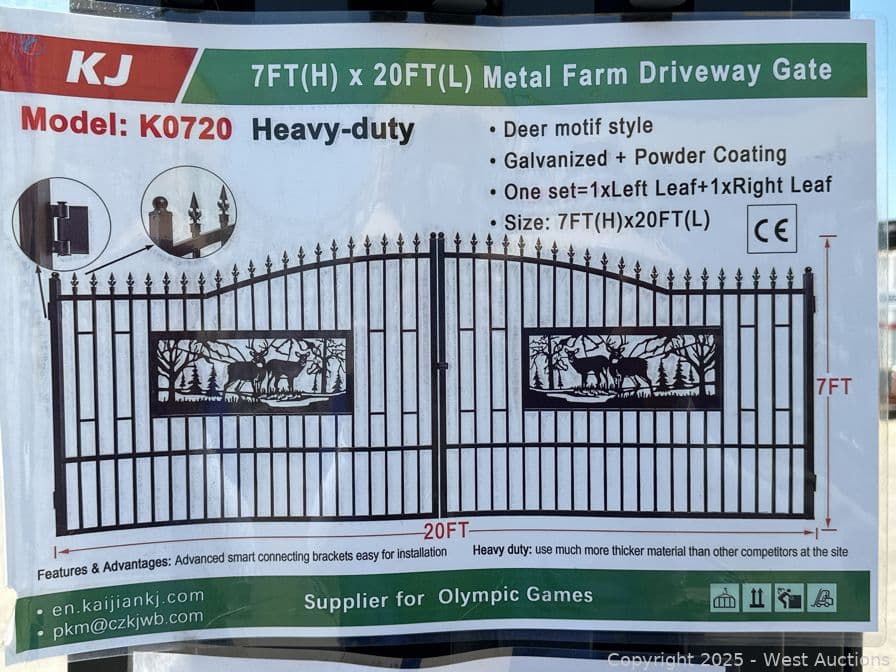 KJ
7FT(H) x 20FT(L) Metal Farm Driveway Gate
Model: K0720 Heavy-duty
• Deer motif style
• Galvanized + Powder Coating
• One set=1xLeft Leaf+1xRight Leaf
• Size: 7FT(H)x20FT(L)
CE
7FT
20FT
Features & Advantages: Advanced smart connecting brackets easy for installation
Heavy duty: use much more thicker material than other competitors at the site
• en.kaijiankj.com
• pkm@czkjwb.com
Supplier for Olympic Games
Copyright 2025 - West Auctions